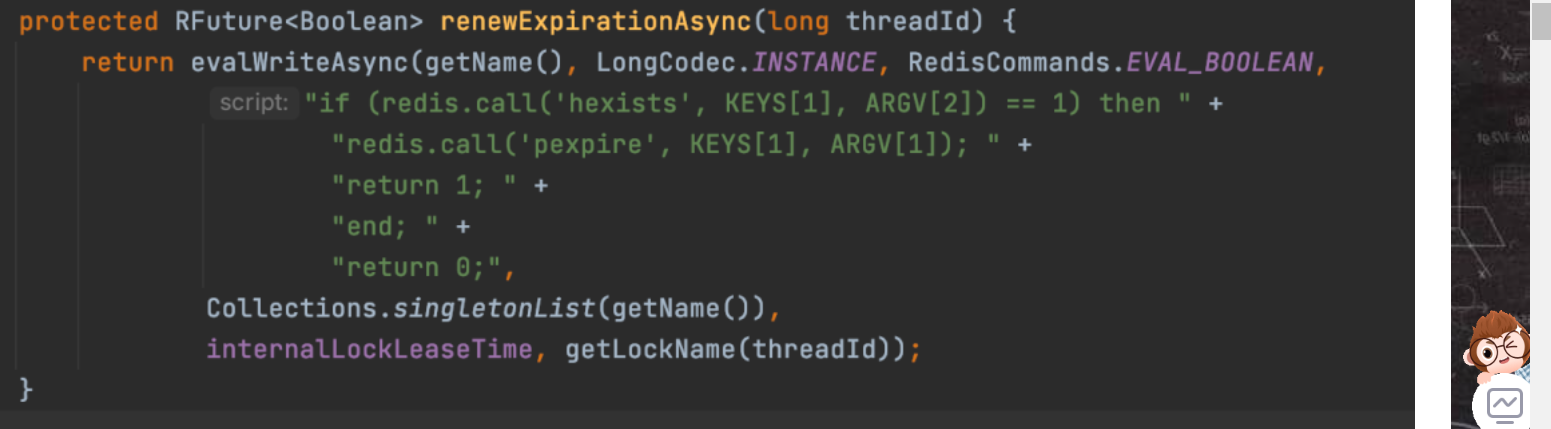 protected RFuture<Boolean> renewExpirationAsync(long threadId) {
return evalWriteAsync(getName(), LongCodec.INSTANCE, RedisCommands.EVAL_BOOLEAN,
script: "if (redis.call('hexists', KEYS[1], ARGV[2]) == 1) then " +
"redis.call('pexpire', KEYS[1], ARGV[1]); " +
"return 1; " +
"end; " +
"return 0;",
Collections.singletonList(getName()),
internalLockLeaseTime, getLockName(threadId));
}